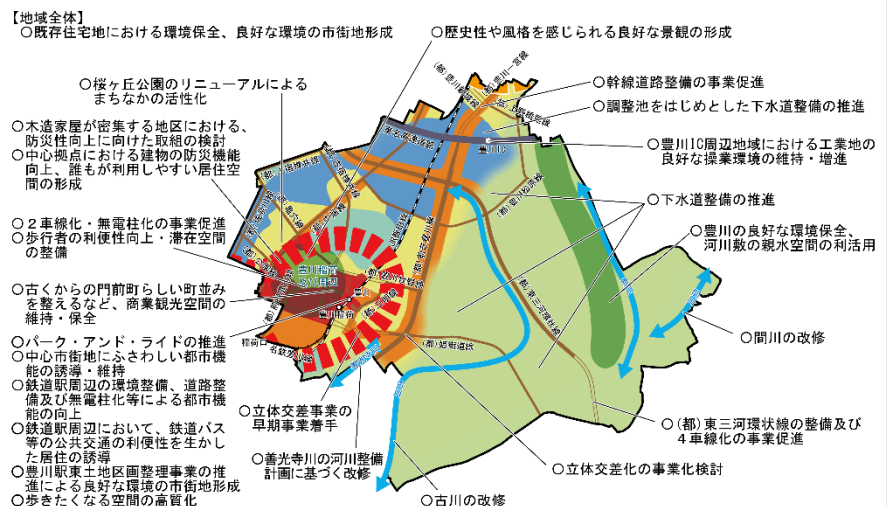 【地域全体】
○既存住宅地における環境保全、良好な環境の市街地形成
○歴史性や風格を感じられる良好な景観の形成
○桜ヶ丘公園のリニューアルによる
まちなかの活性化
○木造家屋が密集する地区における、
防災性向上に向けた取組の検討
○中心拠点における建物の防災機能
向上、誰もが利用しやすい居住空
間の形成
○２車線化・無電柱化の事業促進
○歩行者の利便性向上・滞在空間
の整備
○古くからの門前町らしい町並み
を整えるなど、商業観光空間の
維持・保全
○パーク・アンド・ライドの推進
○中心市街地にふさわしい都市機
能の誘導・維持
○鉄道駅周辺の環境整備、道路整
備及び無電柱化等による都市機
能の向上
○鉄道駅周辺において、鉄道バス
等の公共交通の利便性を生かし
た居住の誘導
○豊川駅東土地区画整理事業の推
進による良好な環境の市街地形成
○歩きたくなる空間の高質化
○幹線道路整備の事業促進
○調整池をはじめとした下水道整備の推進
○豊川IC周辺地域における工業地の
良好な操業環境の維持・増進
○下水道整備の推進
○豊川の良好な環境保全、
河川敷の親水空間の利活用
○間川の改修
○(都)東三河環状線の整備及び
４車線化の事業促進
○立体交差化の事業化検討
○古川の改修
○善光寺川の河川整備
計画に基づく改修
○立体交差事業の
早期事業着手
豊川IC
(都)東三河環状線
(都)姫街道線
豊川稲荷
稲荷口
豊川